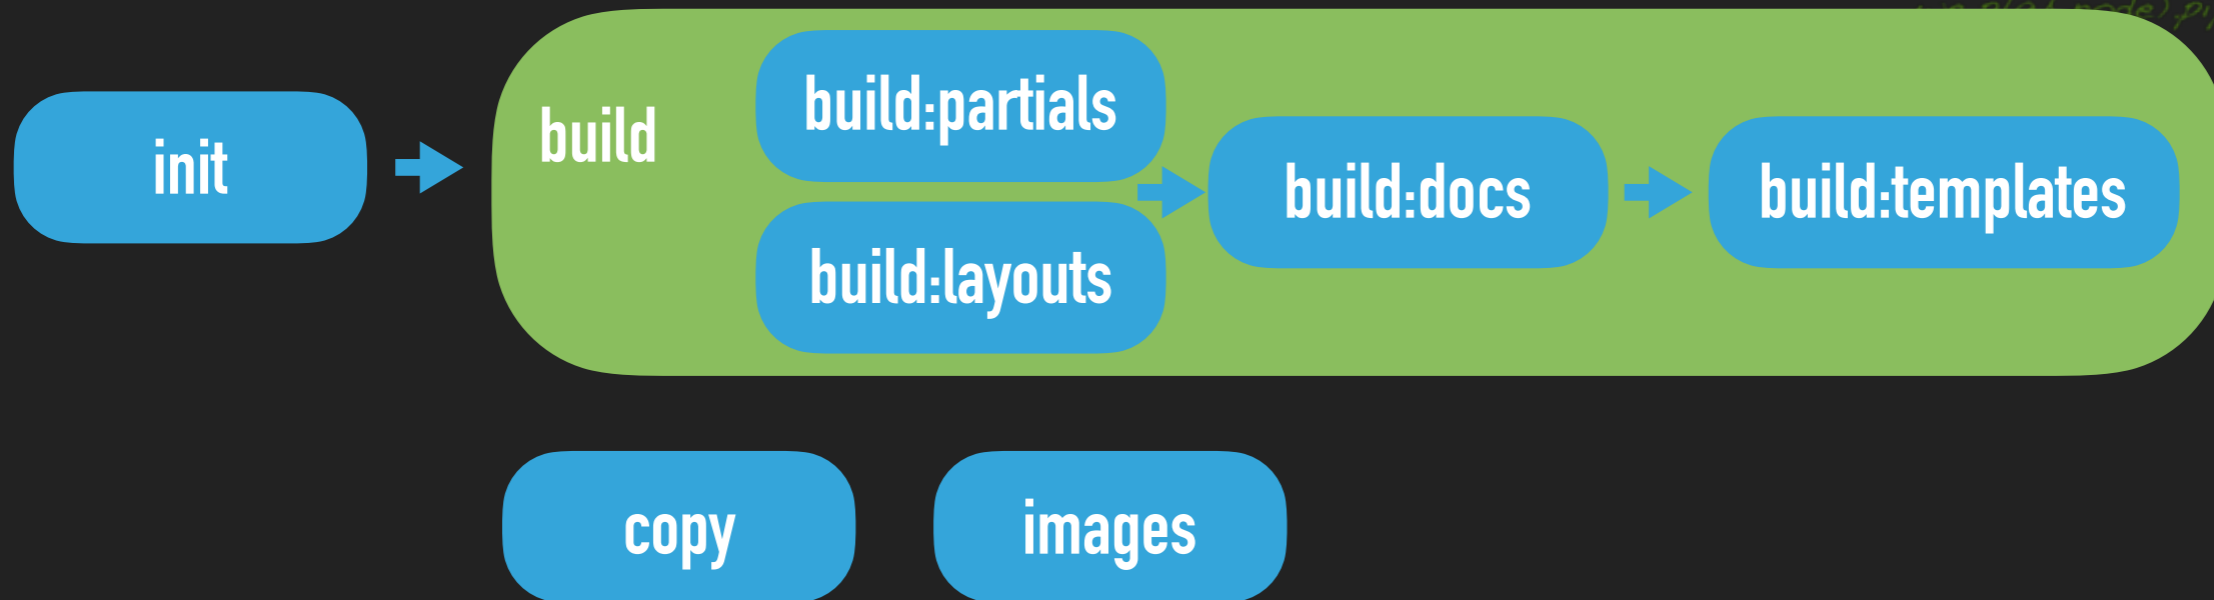 init
build
build:partials
build:layouts
build:docs
build:templates
copy
images